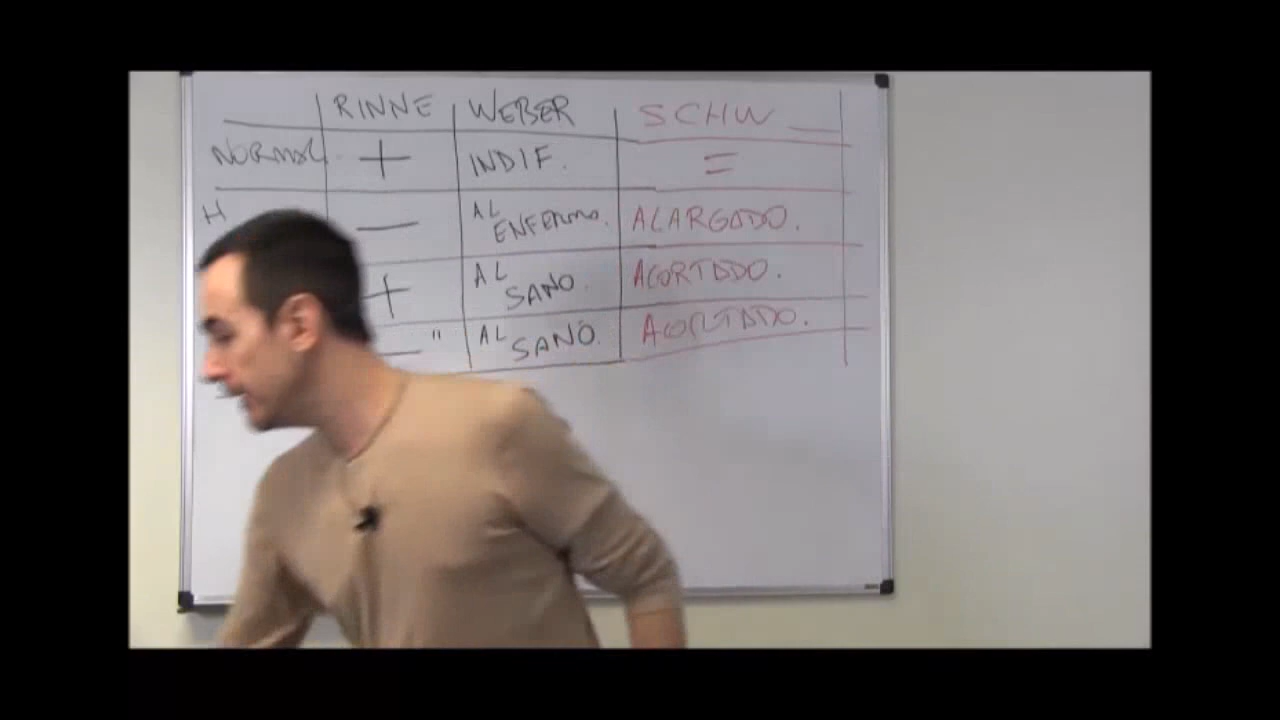 RINNE WEBER SCHW
NORMAL + INDIF. =
H — AL ENFERMO. ALARGADO.
+ AL SANO. ACORTADO.
— " AL SANO. ACORTADO.